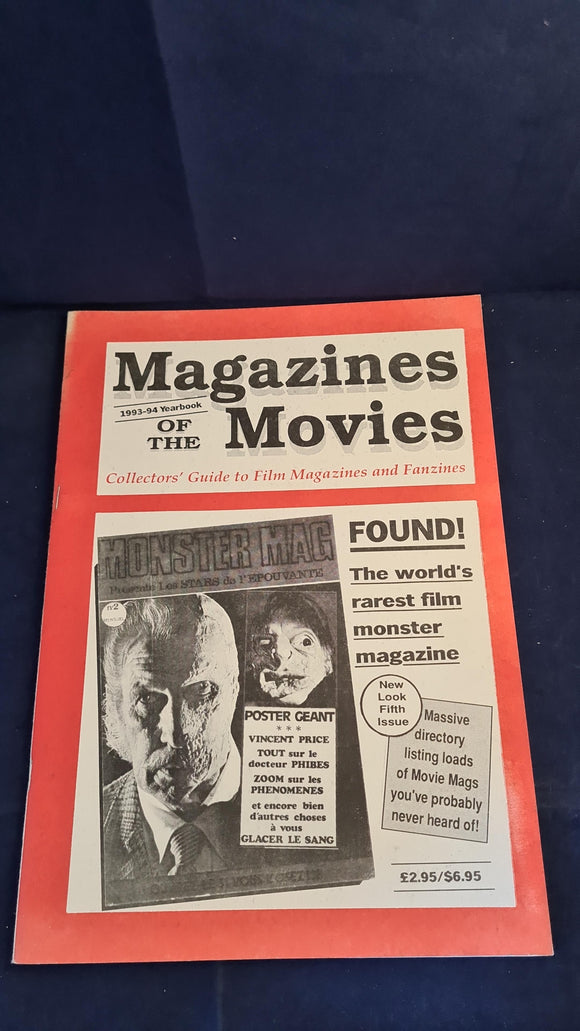 Magazines
1993-94 Yearbook
OF
THE
Movies
Collectors' Guide to Film Magazines and Fanzines
MONSTER MAG
Présente Les STARS de l'EPOUVANTE
n°2
POSTER GEANT
***
VINCENT PRICE
TOUT sur le
docteur PHIBES
ZOOM sur les
PHENOMENES
et encore bien
d'autres choses
à vous
GLACER LE SANG
FOUND!
The world's
rarest film
monster
magazine
New
Look
Fifth
Issue
Massive
directory
listing loads
of Movie Mags
you've probably
never heard of!
£2.95/$6.95